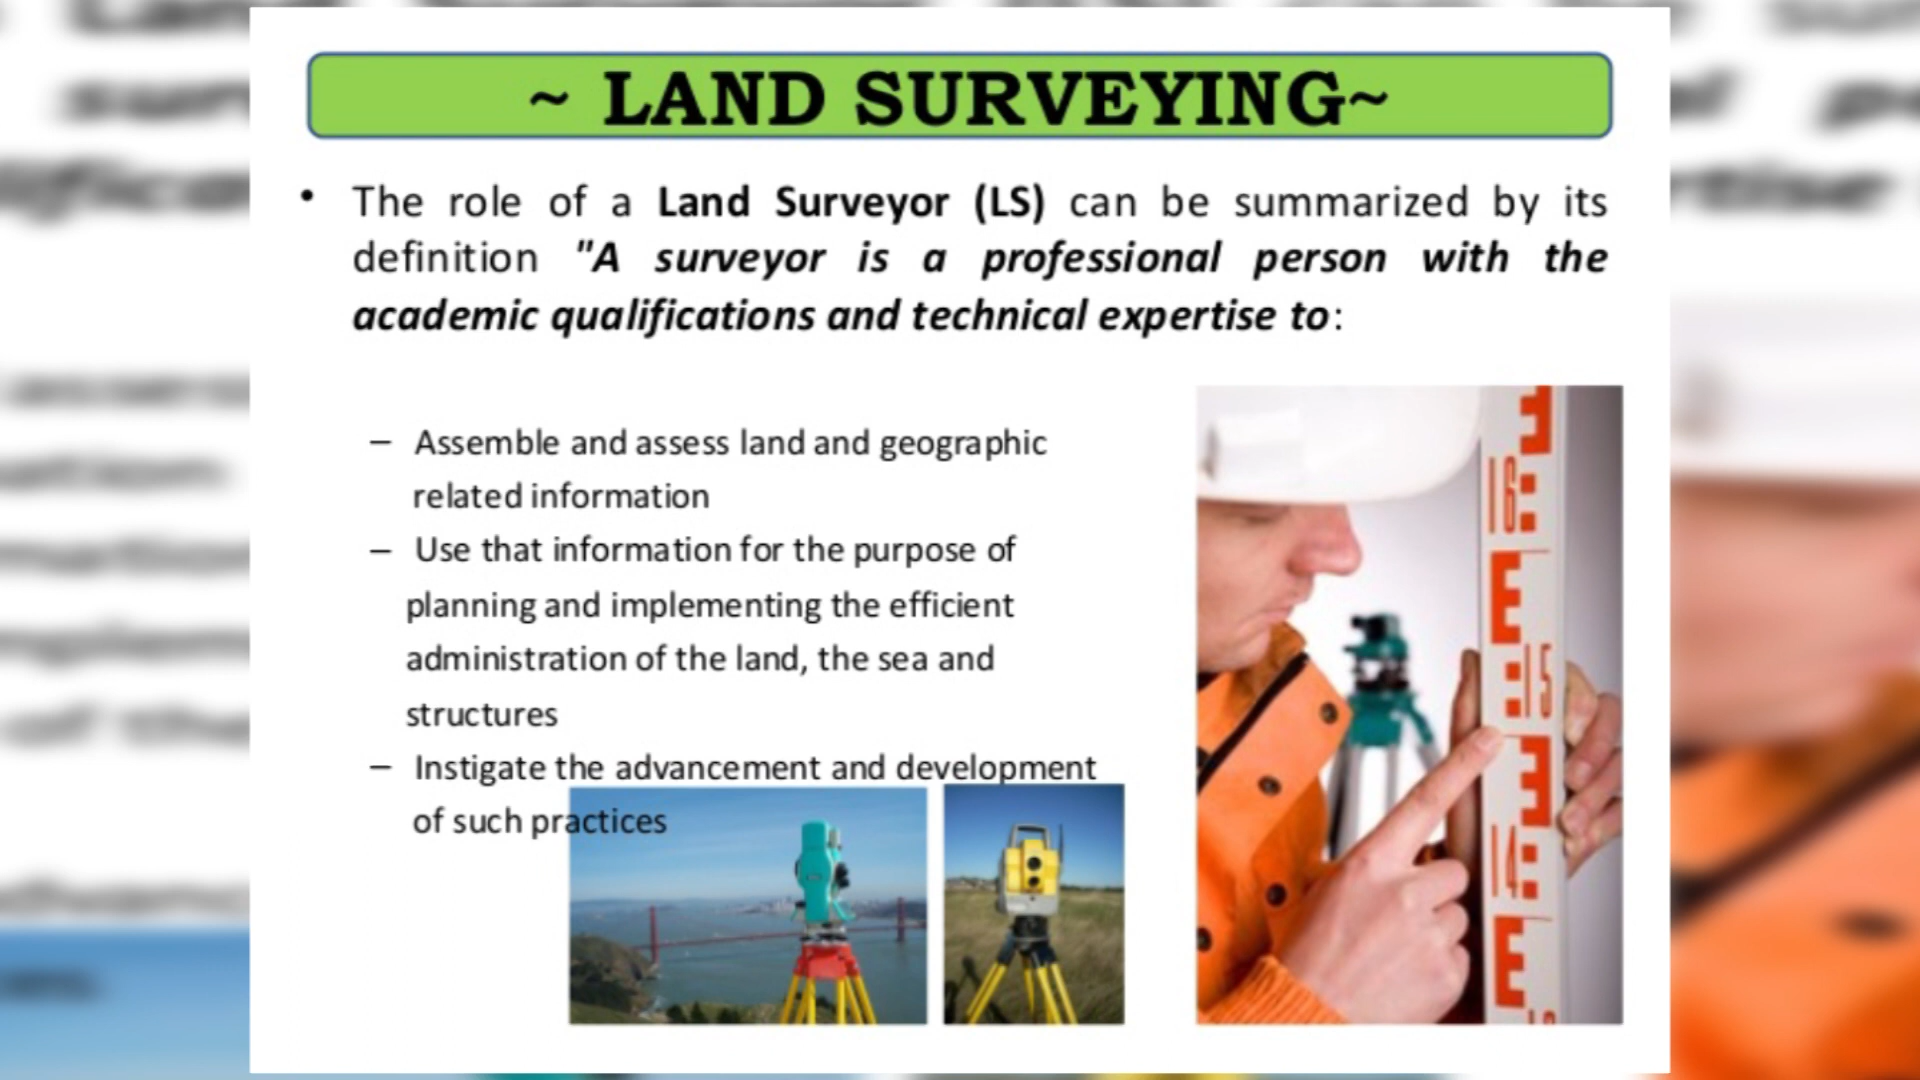 ~ LAND SURVEYING~
• The role of a Land Surveyor (LS) can be summarized by its
definition "A surveyor is a professional person with the
academic qualifications and technical expertise to:
– Assemble and assess land and geographic
related information
– Use that information for the purpose of
planning and implementing the efficient
administration of the land, the sea and
structures
– Instigate the advancement and development
of such practices
16
15
14